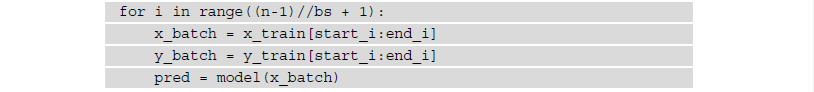 for i in range((n-1)//bs + 1):
    x_batch = x_train[start_i:end_i]
    y_batch = y_train[start_i:end_i]
    pred = model(x_batch)